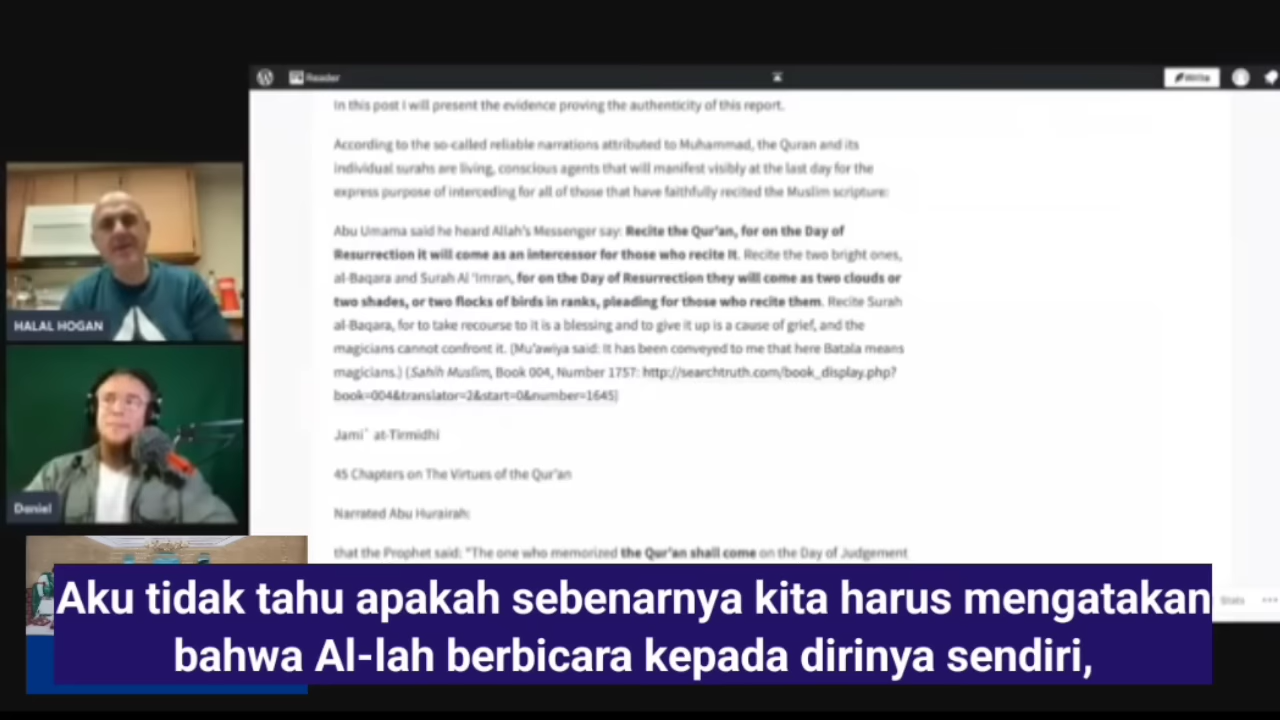 Reader
Write
In this post I will present the evidence proving the authenticity of this report.
According to the so-called reliable narrations attributed to Muhammad, the Quran and its
individual surahs are living, conscious agents that will manifest visibly at the last day for the
express purpose of interceding for all of those that have faithfully recited the Muslim scripture:
Abu Umama said he heard Allah's Messenger say: Recite the Qur'an, for on the Day of
Resurrection it will come as an intercessor for those who recite It. Recite the two bright ones,
al-Baqara and Surah Al 'Imran, for on the Day of Resurrection they will come as two clouds or
two shades, or two flocks of birds in ranks, pleading for those who recite them. Recite Surah
al-Baqara, for to take recourse to it is a blessing and to give it up is a cause of grief, and the
magicians cannot confront it. (Mu'awiya said: It has been conveyed to me that here Batala means
magicians.) (Sahih Muslim, Book 004, Number 1757: http://searchtruth.com/book_display.php?
book=004&translator=2&start=0&number=1645)
Jami` at-Tirmidhi
45 Chapters on The Virtues of the Qur'an
Narrated Abu Hurairah:
that the Prophet said: "The one who memorized the Qur'an shall come on the Day of Judgement
HALAL HOGAN
Daniel
Stats
Aku tidak tahu apakah sebenarnya kita harus mengatakan
bahwa Al-lah berbicara kepada dirinya sendiri,